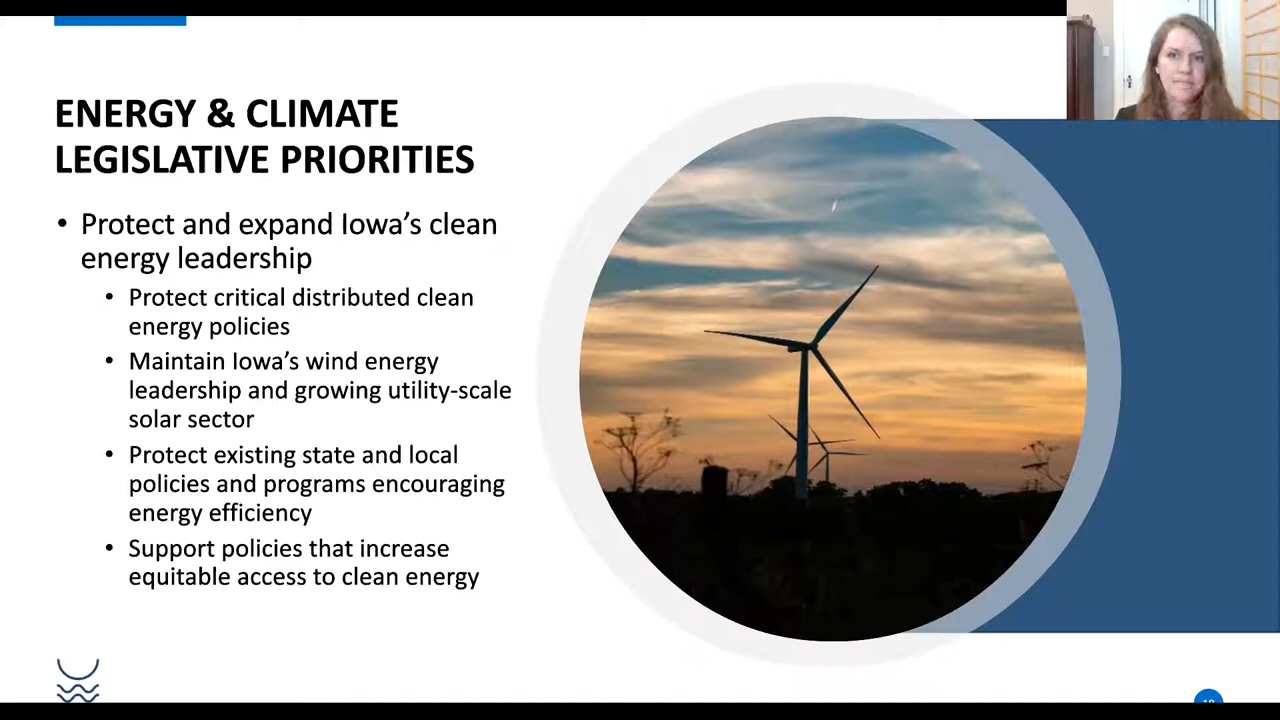 ENERGY & CLIMATE
LEGISLATIVE PRIORITIES
• Protect and expand Iowa’s clean
energy leadership
• Protect critical distributed clean
energy policies
• Maintain Iowa’s wind energy
leadership and growing utility-scale
solar sector
• Protect existing state and local
policies and programs encouraging
energy efficiency
• Support policies that increase
equitable access to clean energy